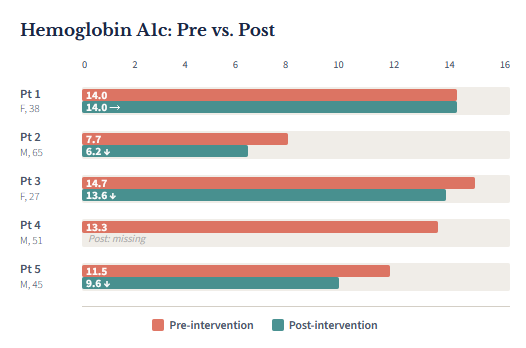 Hemoglobin A1c: Pre vs. Post
0 2 4 6 8 10 12 14 16
Pt 1
14.0
14.0 →
F, 38
Pt 2
7.7
6.2 ↓
M, 65
Pt 3
14.7
13.6 ↓
F, 27
Pt 4
13.3
Post: missing
M, 51
Pt 5
11.5
9.6 ↓
M, 45
Pre-intervention Post-intervention